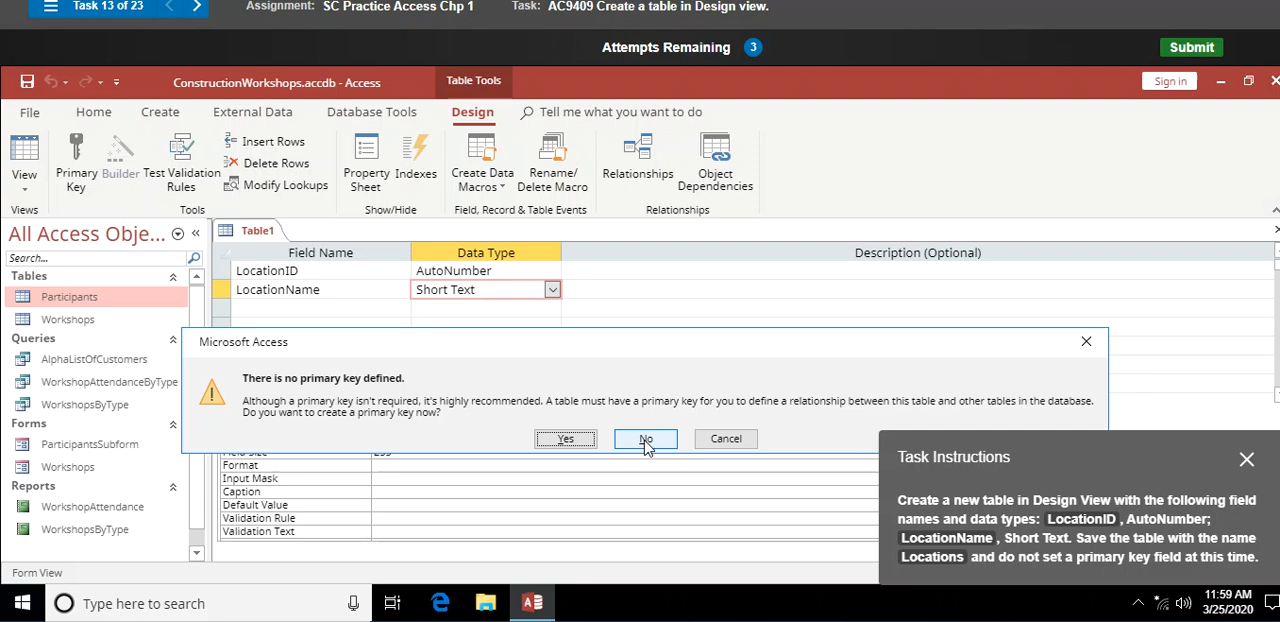 Task 13 of 23
Assignment: SC Practice Access Chp 1 Task: AC9409 Create a table in Design view.
Attempts Remaining 3
Submit
ConstructionWorkshops.accdb - Access
Table Tools
Sign in
File Home Create External Data Database Tools Design Tell me what you want to do
View
Primary Key
Builder
Test Validation Rules
Insert Rows
Delete Rows
Modify Lookups
Property Sheet
Indexes
Create Data Macros
Rename/ Delete Macro
Relationships
Object Dependencies
Views Tools Show/Hide Field, Record & Table Events Relationships
All Access Obje...
Search...
Tables
Participants
Workshops
Queries
AlphaListOfCustomers
WorkshopAttendanceByType
WorkshopsByType
Forms
ParticipantsSubform
Workshops
Reports
WorkshopAttendance
WorkshopsByType
Table1
Field Name Data Type Description (Optional)
LocationID AutoNumber
LocationName Short Text
Microsoft Access
There is no primary key defined.
Although a primary key isn't required, it's highly recommended. A table must have a primary key for you to define a relationship between this table and other tables in the database.
Do you want to create a primary key now?
Yes No Cancel
Field Size 255
Format
Input Mask
Caption
Default Value
Validation Rule
Validation Text
Task Instructions
Create a new table in Design View with the following field
names and data types: LocationID , AutoNumber;
LocationName , Short Text. Save the table with the name
Locations and do not set a primary key field at this time.
Form View
Type here to search
11:59 AM
3/25/2020